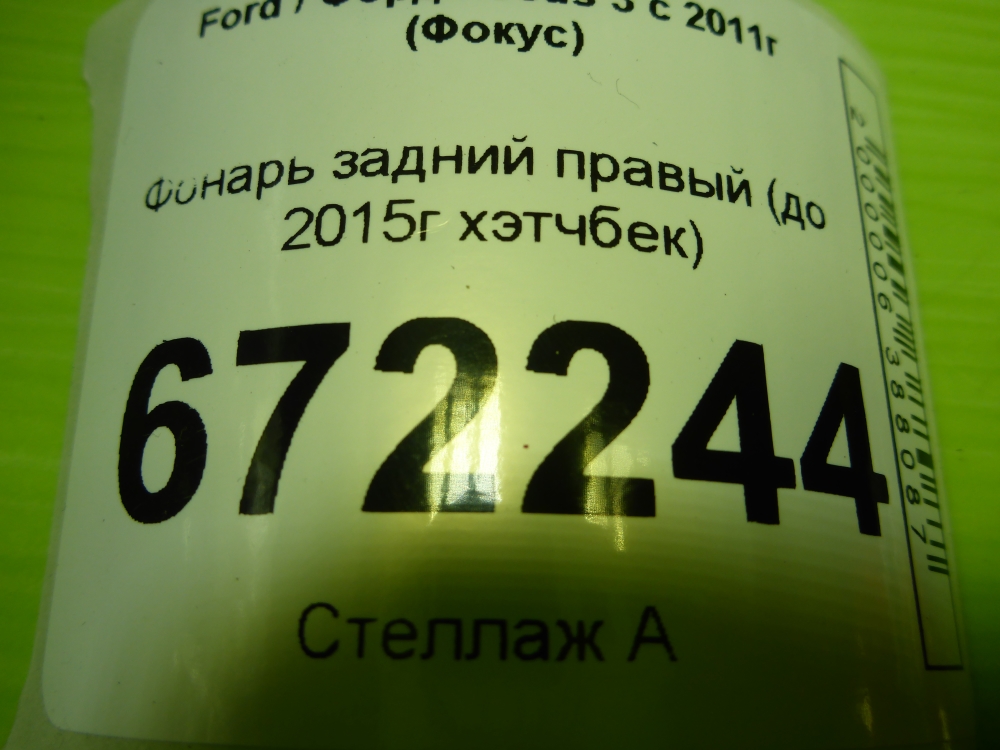 Ford / 3 с 2011г
(Фокус)
Фонарь задний правый (до
2015г хэтчбек)
672244
Стеллаж А
2000006388087